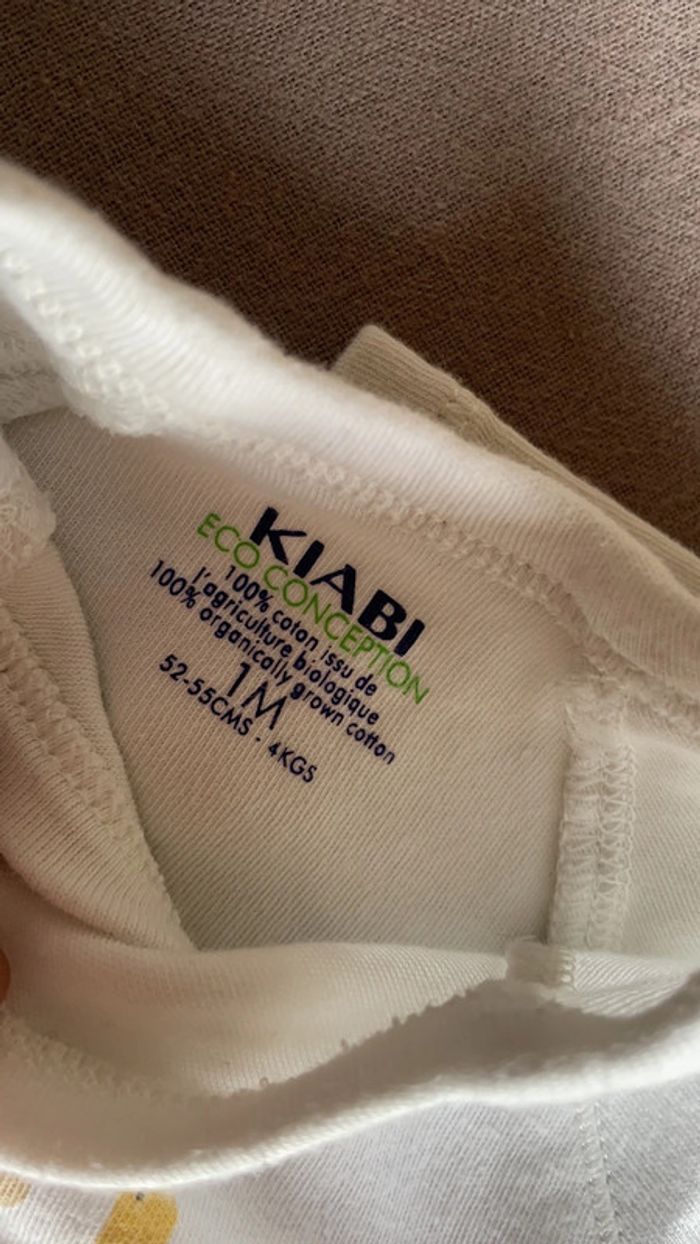 KIABI
ECO CONCEPTION
100% coton issu de
l'agriculture biologique
100% organically grown cotton
1M
52-55CMS - 4KGS